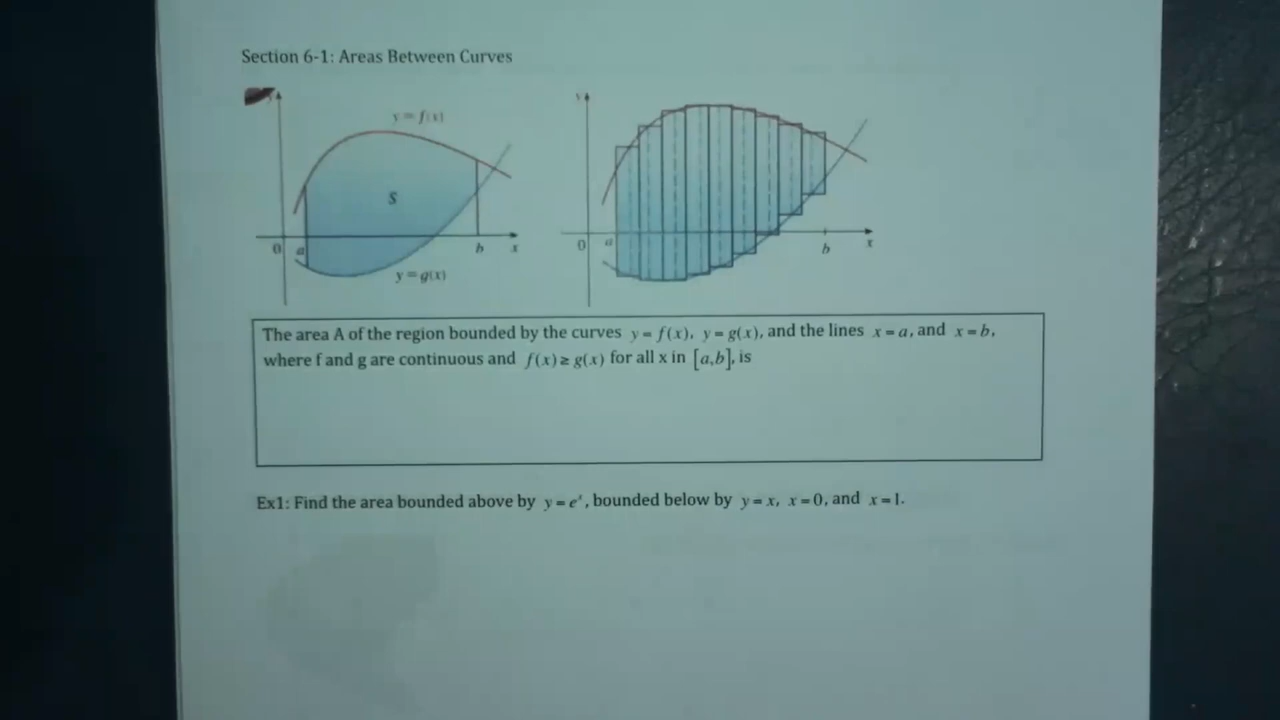 Section 6-1: Areas Between Curves
y = f(x)
S
0 a b x
y = g(x)
y
0 a b x
The area A of the region bounded by the curves y = f(x), y = g(x), and the lines x = a, and x = b,
where f and g are continuous and f(x) ≥ g(x) for all x in [a,b], is
Ex1: Find the area bounded above by y = eˣ, bounded below by y = x, x = 0, and x = 1.